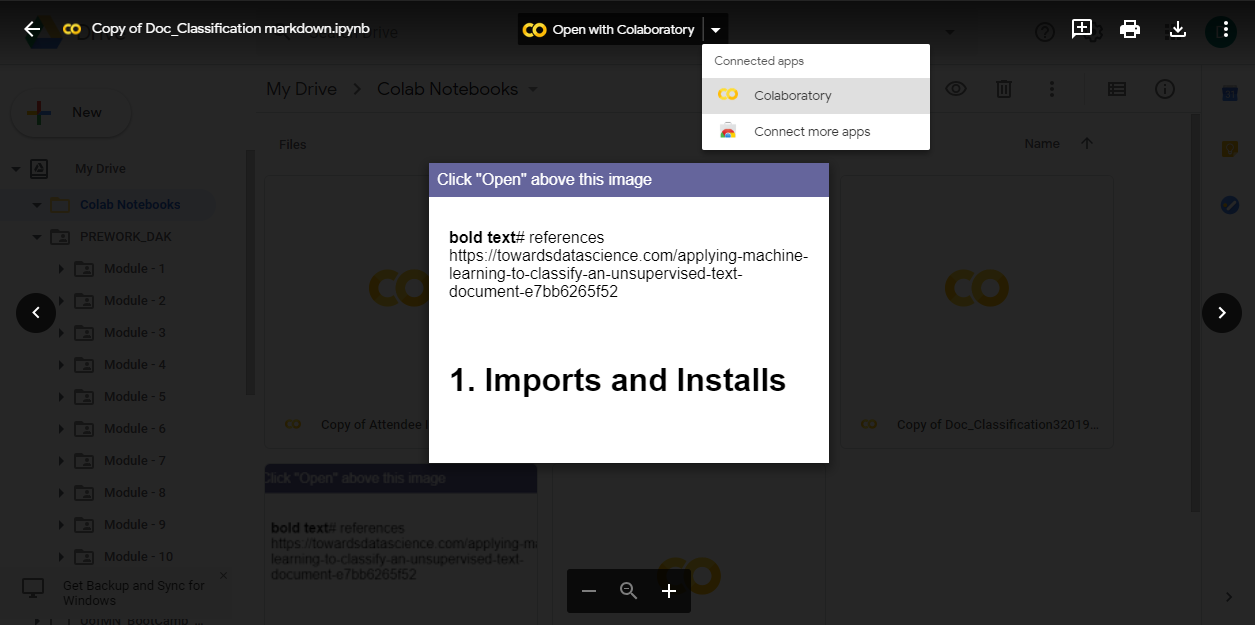 Copy of Doc_Classification markdown.ipynb
Open with Colaboratory
Connected apps
Colaboratory
Connect more apps
My Drive
Colab Notebooks
New
Files
Name
My Drive
Colab Notebooks
PREWORK_DAK
Module - 1
Module - 2
Module - 3
Module - 4
Module - 5
Module - 6
Module - 7
Module - 8
Module - 9
Module - 10
Get Backup and Sync for
Windows
Click "Open" above this image
bold text# references
https://towardsdatascience.com/applying-machine-
learning-to-classify-an-unsupervised-text-
document-e7bb6265f52
1. Imports and Installs
Copy of Attendee
Copy of Doc_Classification32019...
Click "Open" above this image
bold text# references
https://towardsdatascience.com/applying-ma
learning-to-classify-an-unsupervised-text-
document-e7bb6265f52